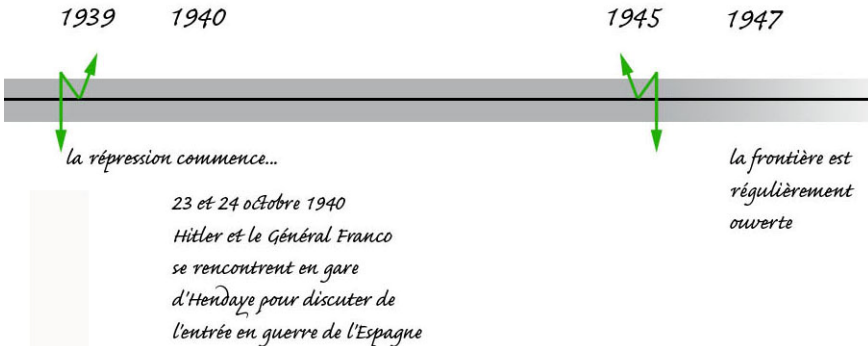 1939 1940 1945 1947
la répression commence...
23 et 24 octobre 1940
Hitler et le Général Franco
se rencontrent en gare
d'Hendaye pour discuter de
l'entrée en guerre de l'Espagne
la frontière est
régulièrement
ouverte